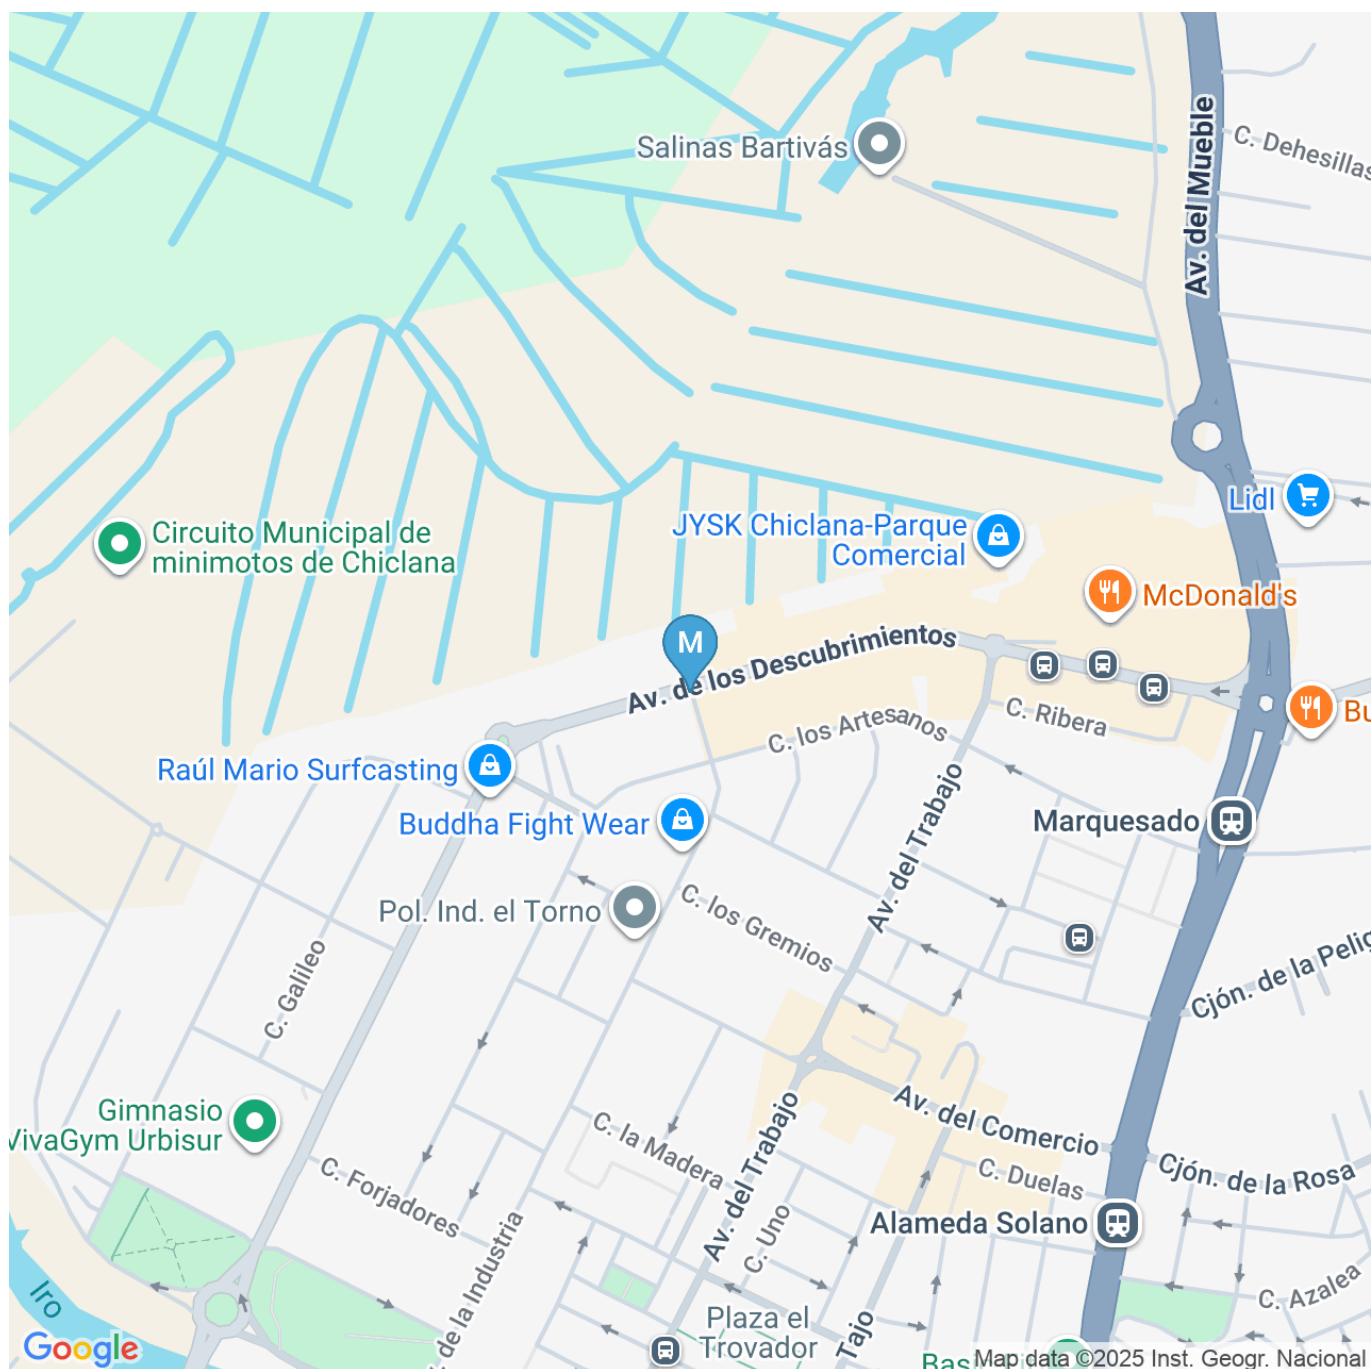 Salinas Bartivás
Av. del Mueble
C. Dehesillas
Lidl
JYSK Chiclana-Parque
Comercial
Circuito Municipal de
minimotos de Chiclana
McDonald's
M
Av. de los Descubrimientos
C. Ribera
C. los Artesanos
Bu
Raúl Mario Surfcasting
Buddha Fight Wear
Marquesado
Av. del Trabajo
Pol. Ind. el Torno
C. los Gremios
C. Galileo
Cjón. de la Pelig
Gimnasio
VivaGym Urbisur
Av. del Comercio
C. la Madera
Av. del Trabajo
C. Forjadores
C. Duelas
Cjón. de la Rosa
Alameda Solano
C. Uno
de la Industria
Iro
C. Azalea
Plaza el
Trovador
Tajo
Google
Bas
Map data ©2025 Inst. Geogr. Nacional